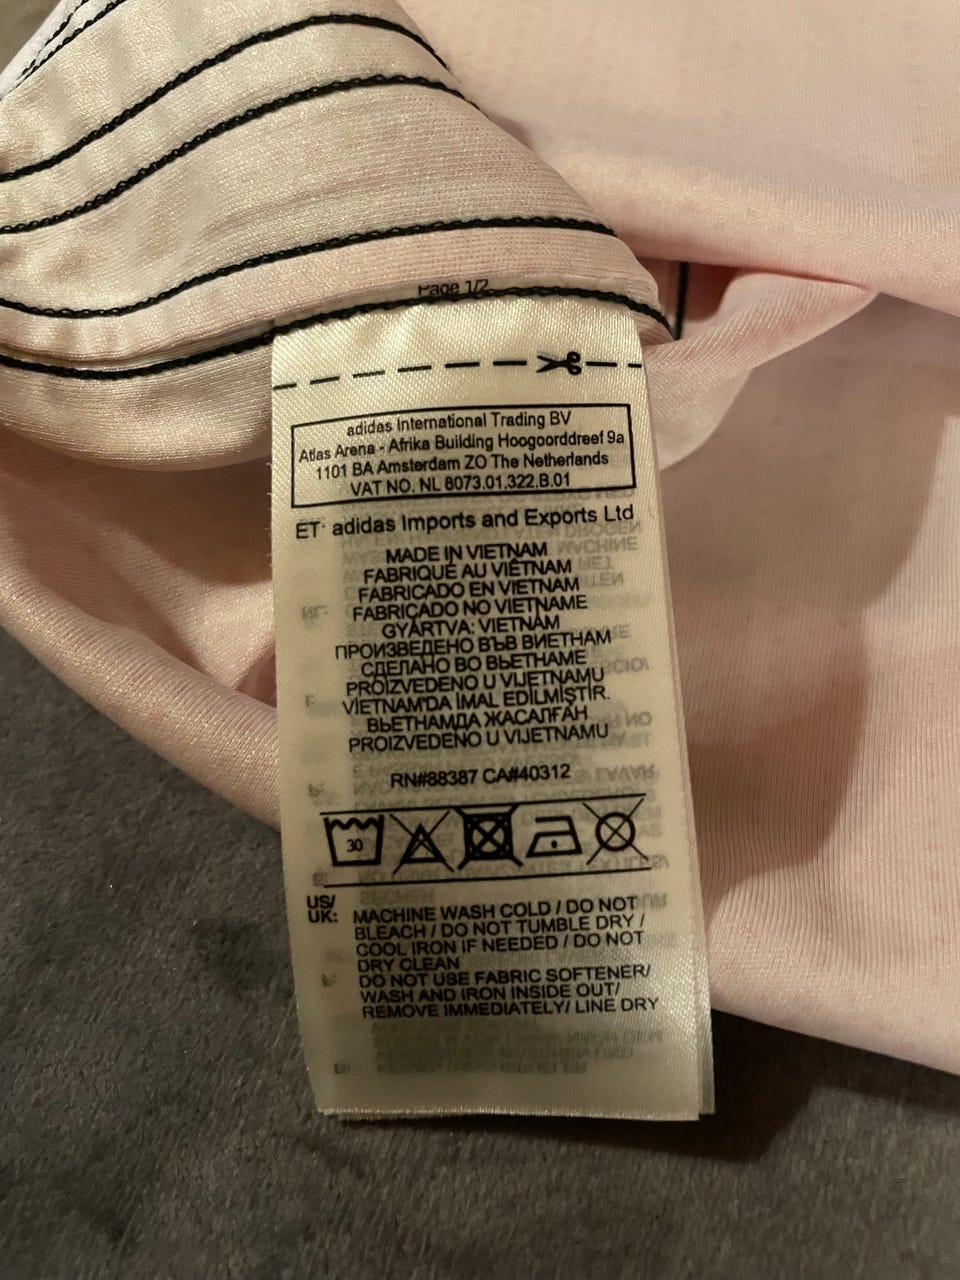 Page 1/2
adidas International Trading BV
Atlas Arena - Afrika Building Hoogoorddreef 9a
1101 BA Amsterdam ZO The Netherlands
VAT NO. NL 8073.01.322.B.01
ET: adidas Imports and Exports Ltd
MADE IN VIETNAM
FABRIQUÉ AU VIÊTNAM
FABRICADO EN VIETNAM
FABRICADO NO VIETNAME
GYÁRTVA: VIETNÁM
ПРОИЗВЕДЕНО ВЪВ ВИЕТНАМ
СДЕЛАНО ВО ВЬЕТНАМЕ
PROIZVEDENO U VIJETNAMU
VİETNAM'DA İMAL EDİLMİŞTİR.
ВЬЕТНАМДА ЖАСАЛҒАН
PROIZVEDENO U VIJETNAMU
RN#88387 CA#40312
30
US/
UK: MACHINE WASH COLD / DO NOT
BLEACH / DO NOT TUMBLE DRY /
COOL IRON IF NEEDED / DO NOT
DRY CLEAN
DO NOT USE FABRIC SOFTENER/
WASH AND IRON INSIDE OUT/
REMOVE IMMEDIATELY/ LINE DRY